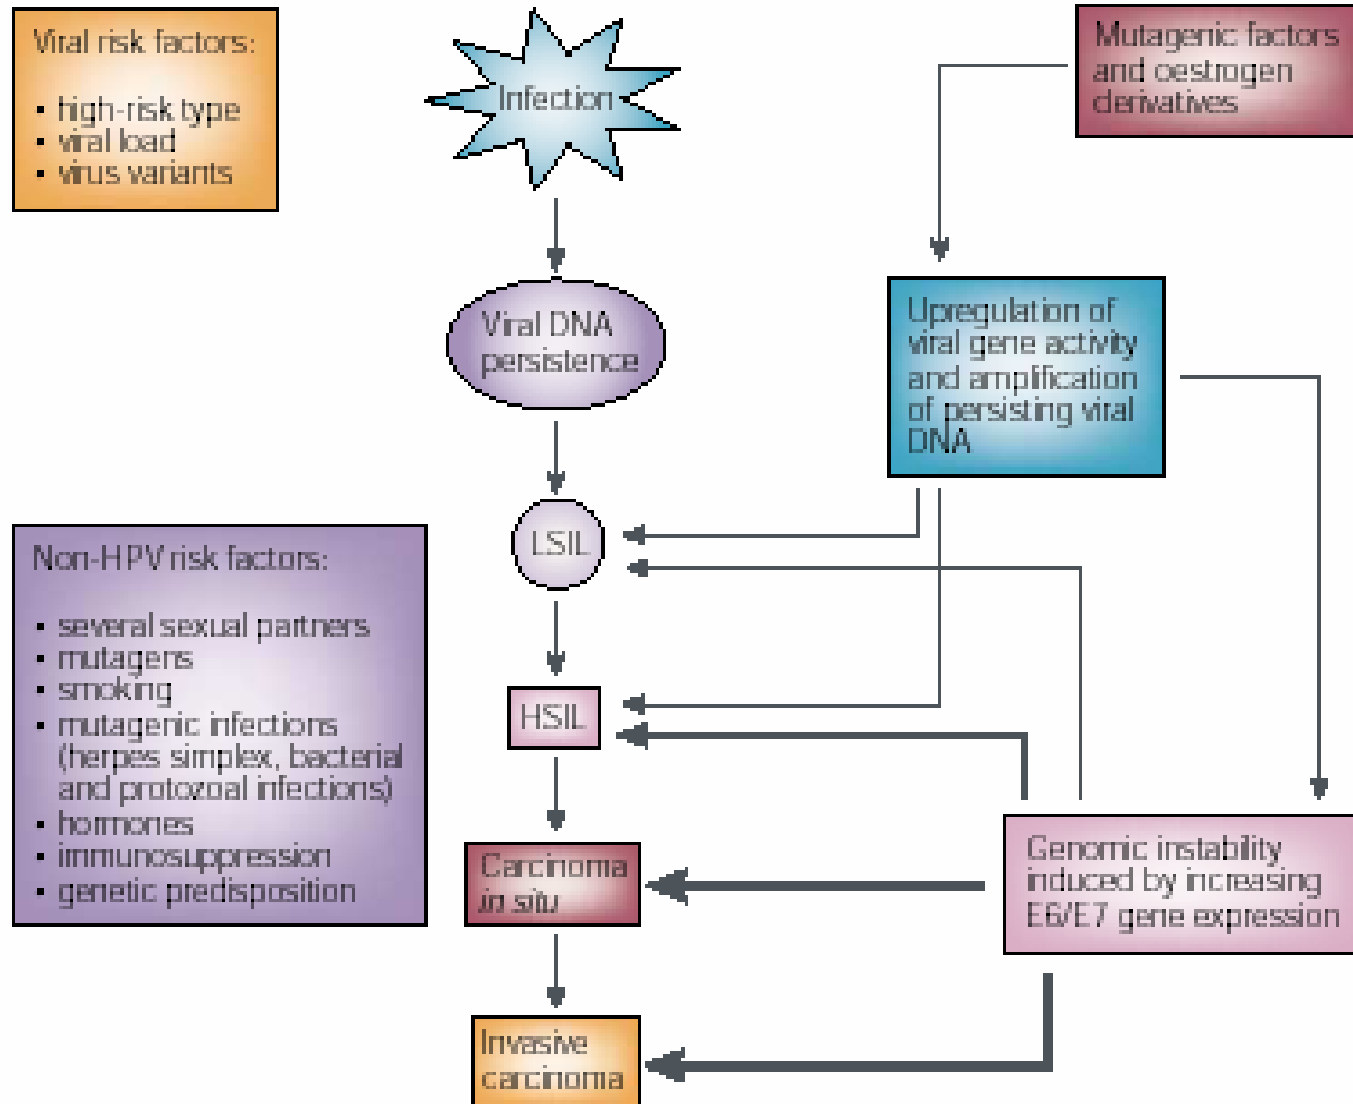 Viral risk factors:
▪ high-risk type
▪ viral load
▪ virus variants
Infection
Mutagenic factors
and oestrogen
derivatives
Viral DNA
persistence
Upregulation of
viral gene activity
and amplification
of persisting viral
DNA
LSIL
Non-HPV risk factors:
▪ several sexual partners
▪ mutagens
▪ smoking
▪ mutagenic infections
(herpes simplex, bacterial
and protozoal infections)
▪ hormones
▪ immunosuppression
▪ genetic predisposition
HSIL
Carcinoma
in situ
Genomic instability
induced by increasing
E6/E7 gene expression
Invasive
carcinoma